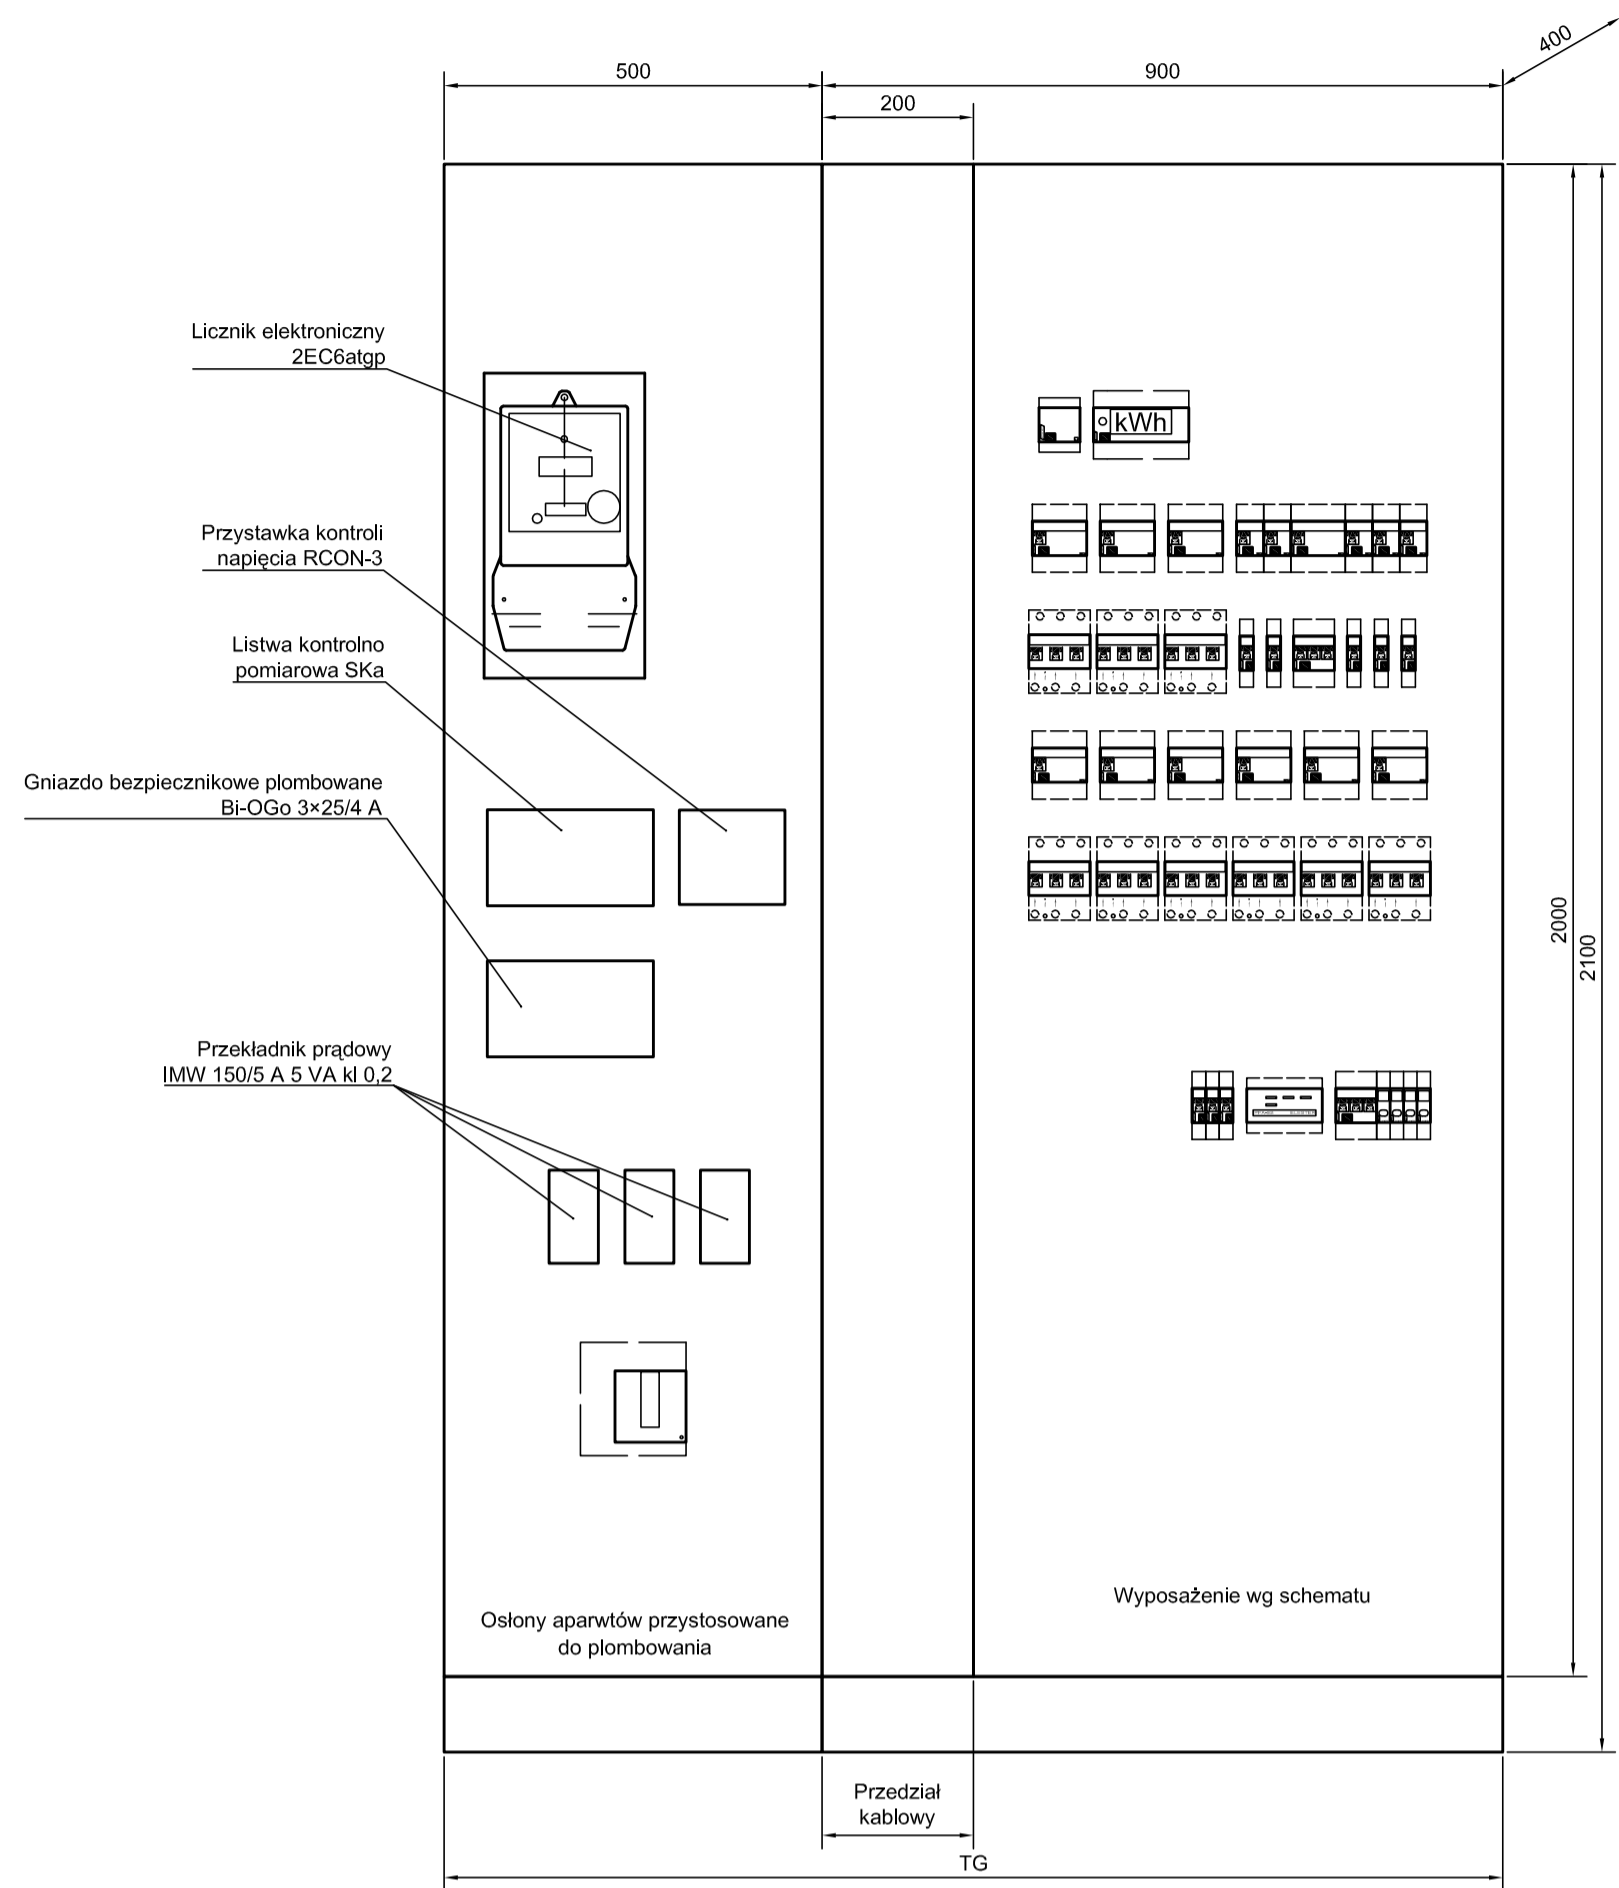 400
500
900
200
Licznik elektroniczny
2EC6atgp
kWh
Przystawka kontroli
napięcia RCON-3
Listwa kontrolno
pomiarowa SKa
Gniazdo bezpiecznikowe plombowane
Bi-OGo 3×25/4 A
2000
2100
Przekładnik prądowy
IMW 150/5 A 5 VA kl 0,2
Wyposażenie wg schematu
Osłony aparwtów przystosowane
do plombowania
Przedział
kablowy
TG